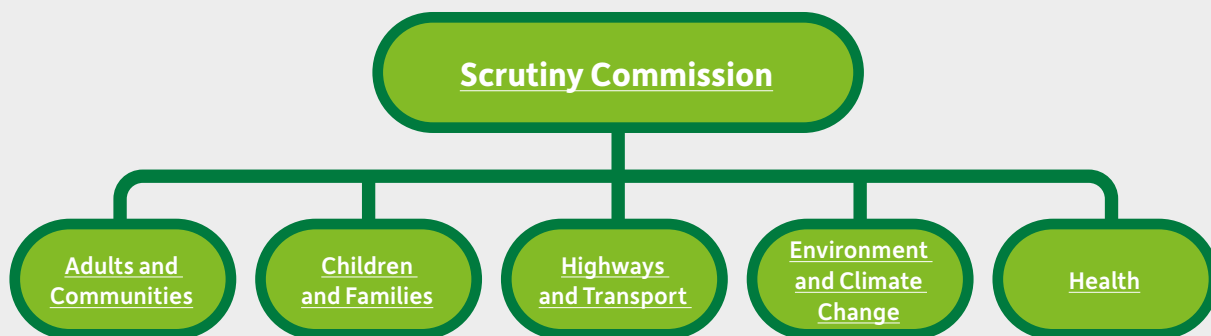 Scrutiny Commission
Adults and
Communities
Children
and Families
Highways
and Transport
Environment
and Climate
Change
Health